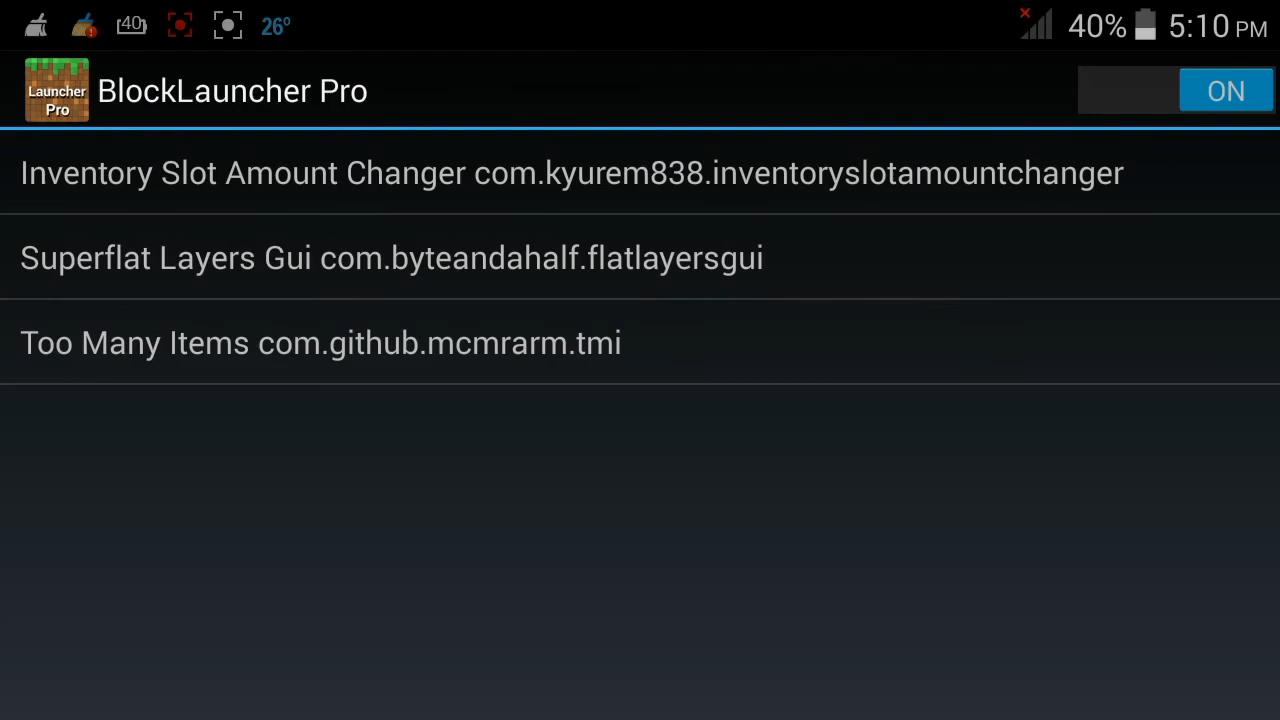 40 26° 40% 5:10 PM
Launcher Pro BlockLauncher Pro ON
Inventory Slot Amount Changer com.kyurem838.inventoryslotamountchanger
Superflat Layers Gui com.byteandahalf.flatlayersgui
Too Many Items com.github.mcmrarm.tmi